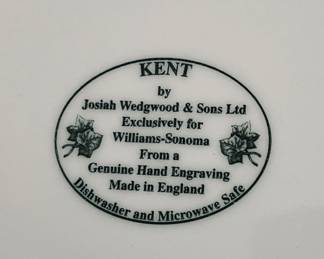 KENT
by
Josiah Wedgwood & Sons Ltd
Exclusively for
Williams-Sonoma
From a
Genuine Hand Engraving
Made in England
Dishwasher and Microwave Safe